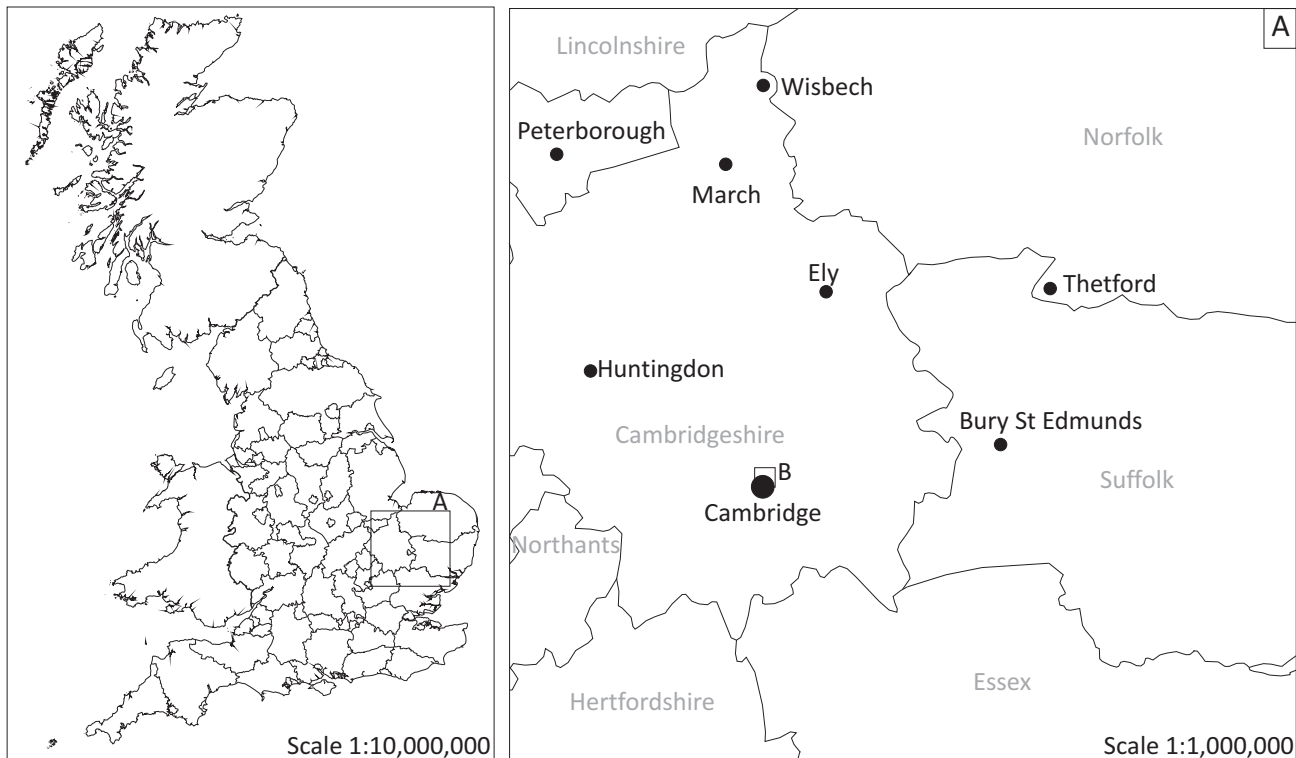 A
Scale 1:10,000,000
A
Lincolnshire
Wisbech
Peterborough
Norfolk
March
Ely
Thetford
Huntingdon
Bury St Edmunds
Cambridgeshire
B
Suffolk
Cambridge
Northants
Essex
Hertfordshire
Scale 1:1,000,000